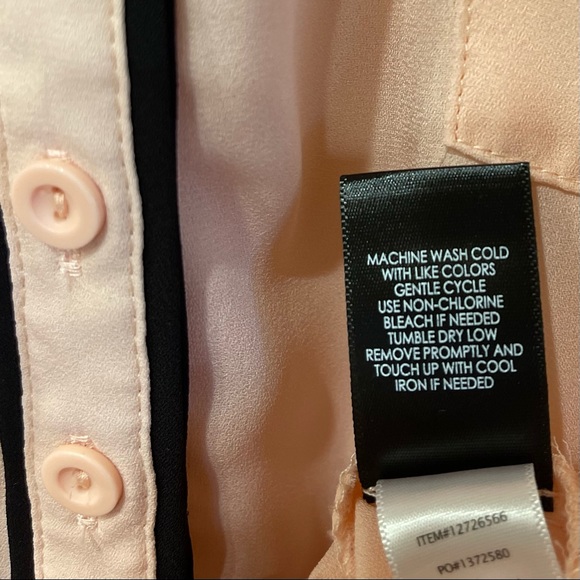 MACHINE WASH COLD
WITH LIKE COLORS
GENTLE CYCLE
USE NON-CHLORINE
BLEACH IF NEEDED
TUMBLE DRY LOW
REMOVE PROMPTLY AND
TOUCH UP WITH COOL
IRON IF NEEDED
ITEM#12726566
PO#1372580